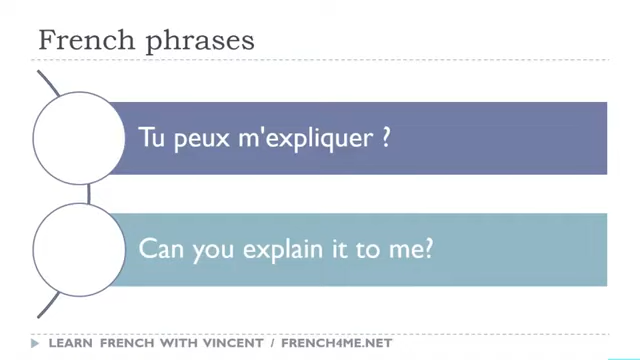 French phrases
Tu peux m'expliquer ?
Can you explain it to me?
LEARN FRENCH WITH VINCENT / FRENCH4ME.NET